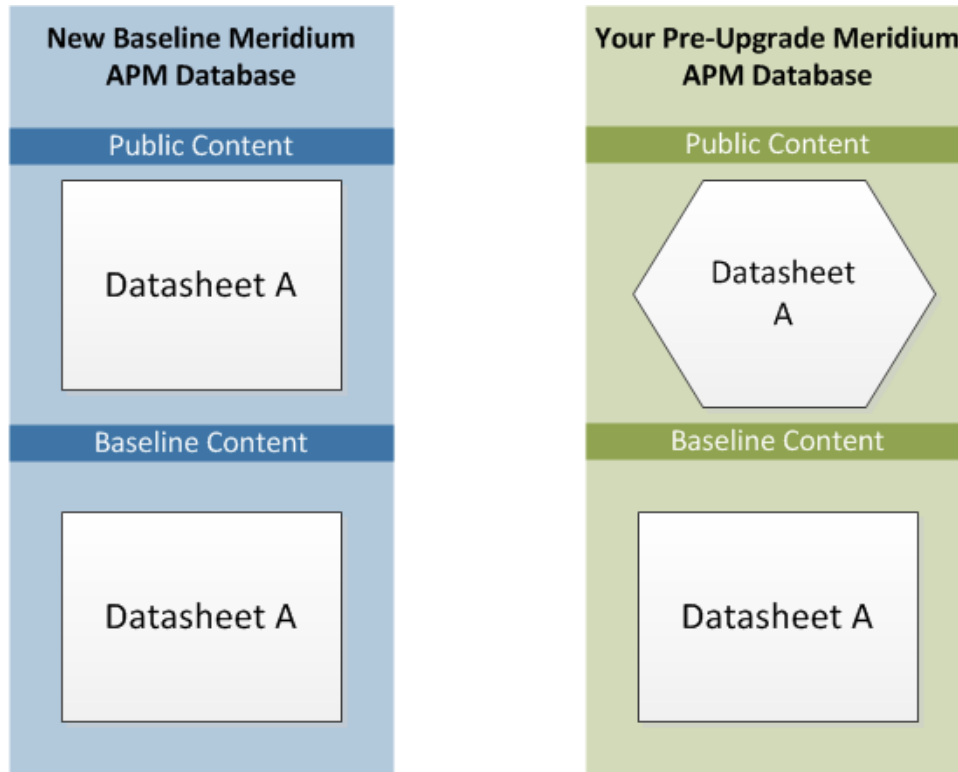 New Baseline Meridium
APM Database
Public Content
Datasheet A
Baseline Content
Datasheet A
Your Pre-Upgrade Meridium
APM Database
Public Content
Datasheet
A
Baseline Content
Datasheet A